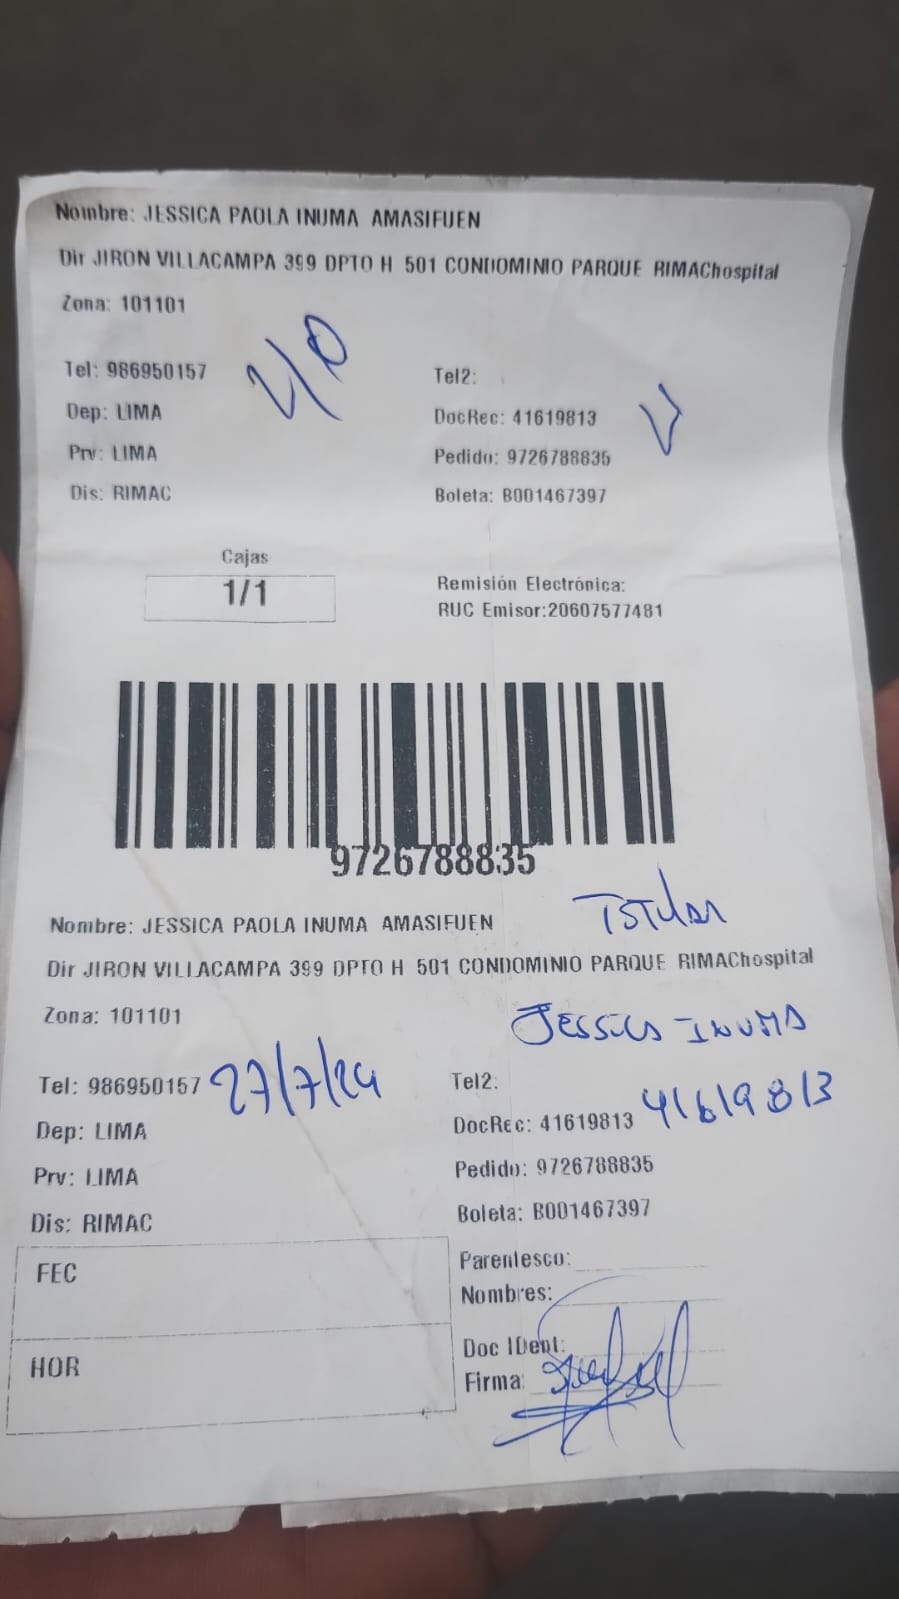 Nombre: JESSICA PAOLA INUMA AMASIFUEN
Dir JIRON VILLACAMPA 399 DPTO H 501 CONDOMINIO PARQUE RIMAChospital
Zona: 101101
Tel: 986950157
Tel2:
Dep: LIMA
DocRec: 41619813
Prv: LIMA
Pedido: 9726788835
Dis: RIMAC
Boleta: B001467397
Cajas
1/1
Remisión Electrónica:
RUC Emisor:20607577481
9726788835
Titular
Nombre: JESSICA PAOLA INUMA AMASIFUEN
Dir JIRON VILLACAMPA 399 DPTO H 501 CONDOMINIO PARQUE RIMAChospital
Zona: 101101
JESSICA INUMA
Tel: 986950157 27/7/24
Tel2:
Dep: LIMA
DocRec: 41619813 41619813
Prv: LIMA
Pedido: 9726788835
Dis: RIMAC
Boleta: B001467397
FEC
Parentesco:
Nombres:
HOR
Doc IDent:
Firma: